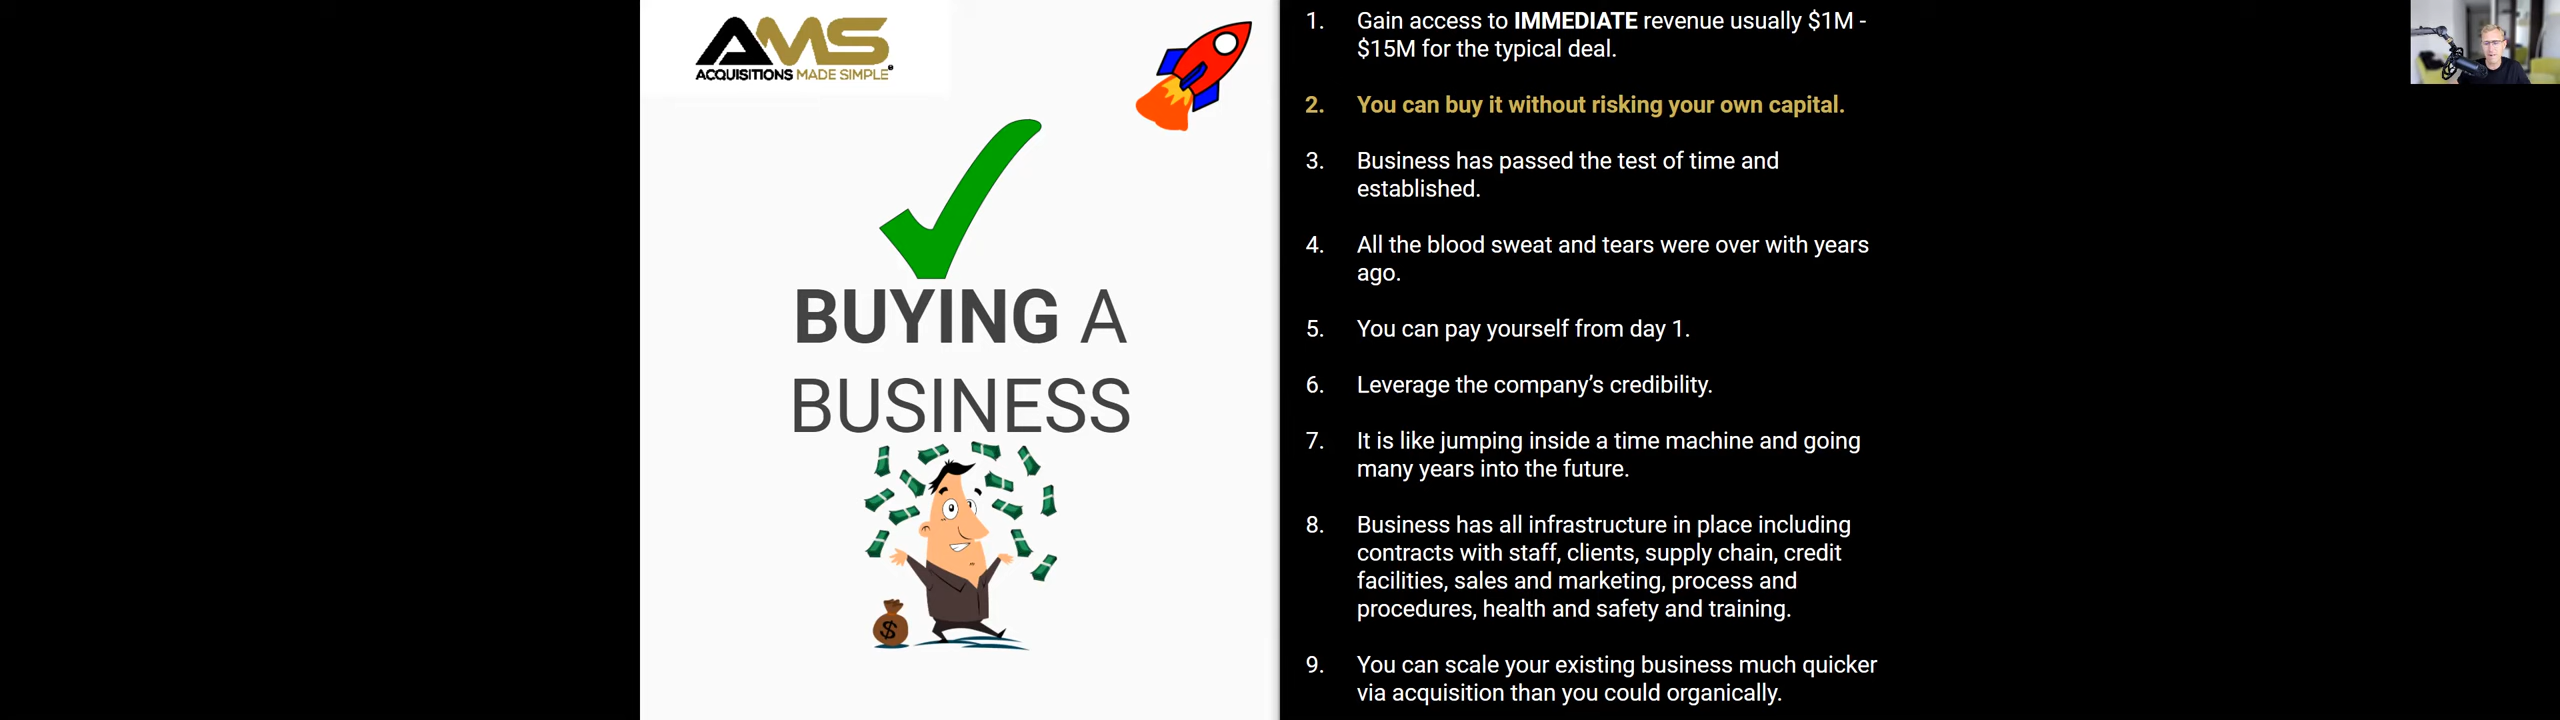 AMS
ACQUISITIONS MADE SIMPLE
BUYING A
BUSINESS
$
1. Gain access to IMMEDIATE revenue usually $1M -
$15M for the typical deal.
2. You can buy it without risking your own capital.
3. Business has passed the test of time and
established.
4. All the blood sweat and tears were over with years
ago.
5. You can pay yourself from day 1.
6. Leverage the company’s credibility.
7. It is like jumping inside a time machine and going
many years into the future.
8. Business has all infrastructure in place including
contracts with staff, clients, supply chain, credit
facilities, sales and marketing, process and
procedures, health and safety and training.
9. You can scale your existing business much quicker
via acquisition than you could organically.